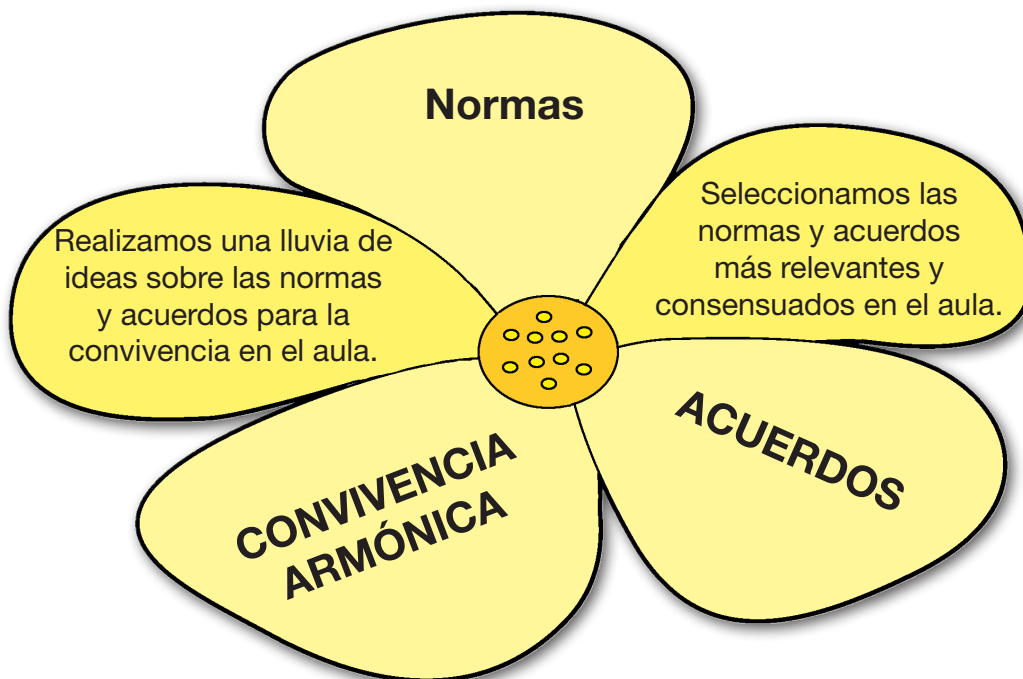 Normas
Realizamos una lluvia de
ideas sobre las normas
y acuerdos para la
convivencia en el aula.
Seleccionamos las
normas y acuerdos
más relevantes y
consensuados en el aula.
CONVIVENCIA
ARMÓNICA
ACUERDOS